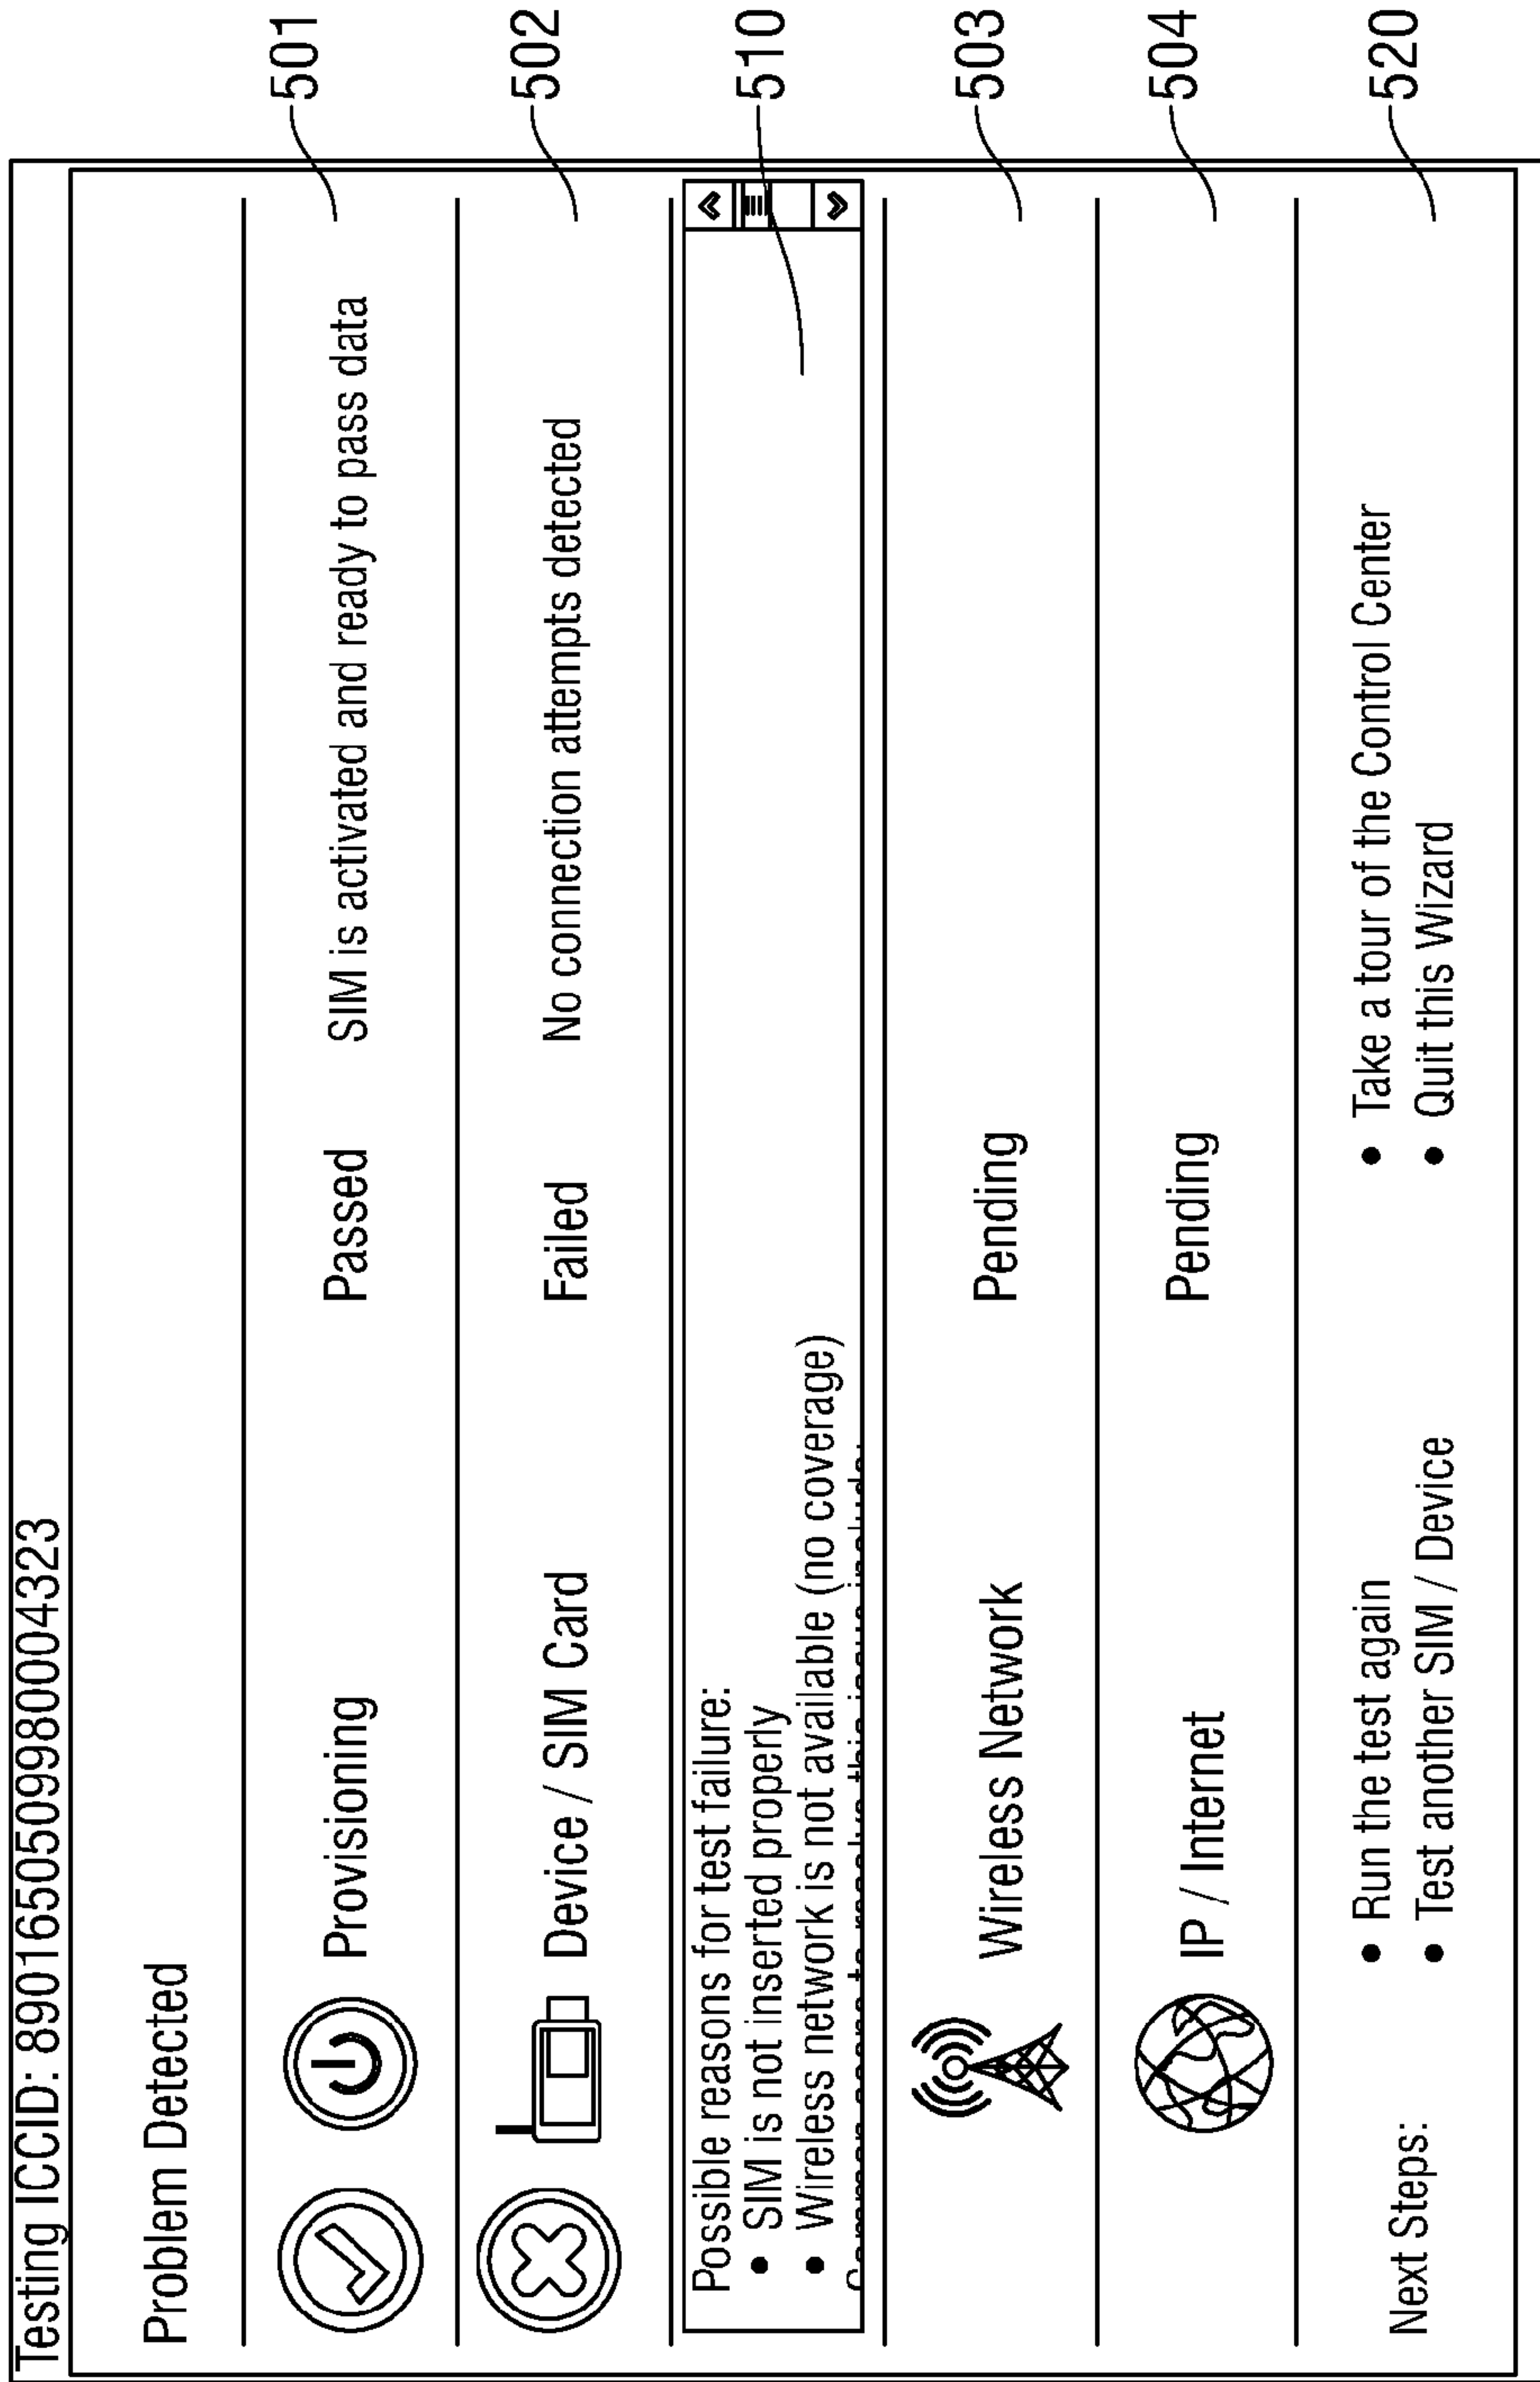 Testing ICCID: 89016505099800004323
Problem Detected
Provisioning Passed SIM is activated and ready to pass data 501
Device / SIM Card Failed No connection attempts detected 502
Possible reasons for test failure:
• SIM is not inserted properly
• Wireless network is not available (no coverage)
510
Wireless Network Pending 503
IP / Internet Pending 504
Next Steps:
• Run the test again • Take a tour of the Control Center
• Test another SIM / Device • Quit this Wizard
520